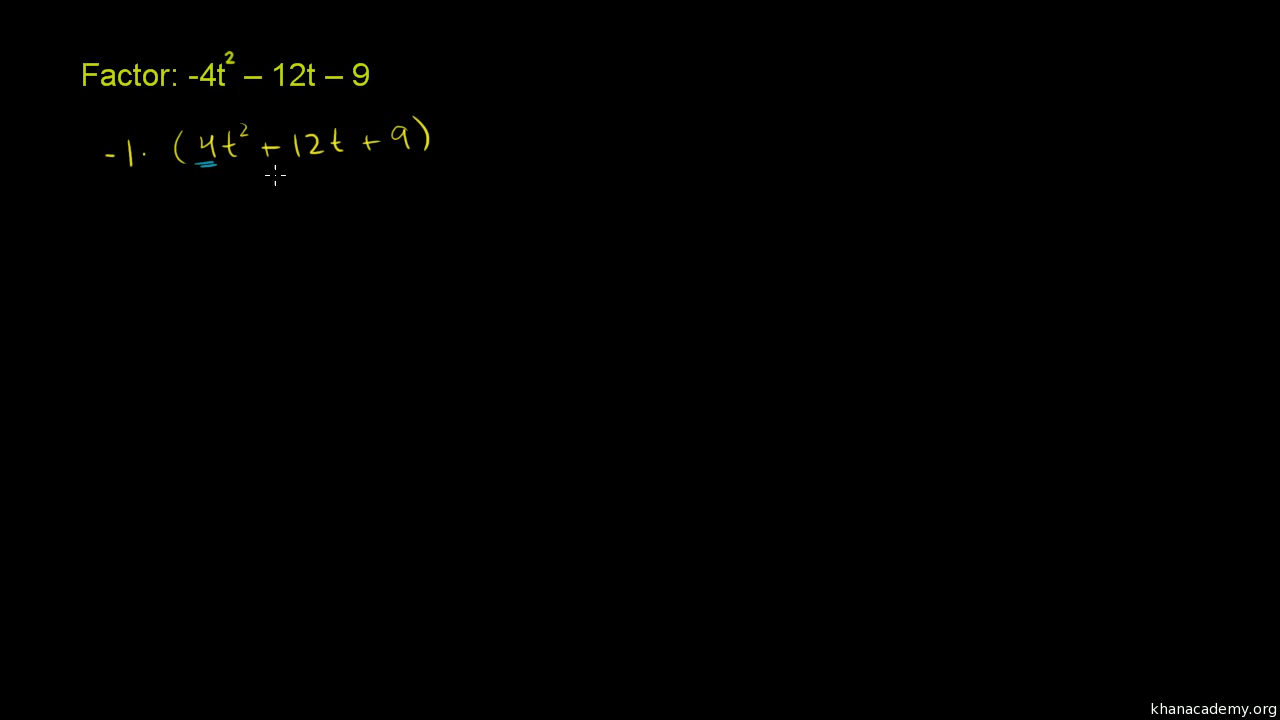 Factor: -4t² – 12t – 9
-1· (4t² + 12t + 9)
khanacademy.org